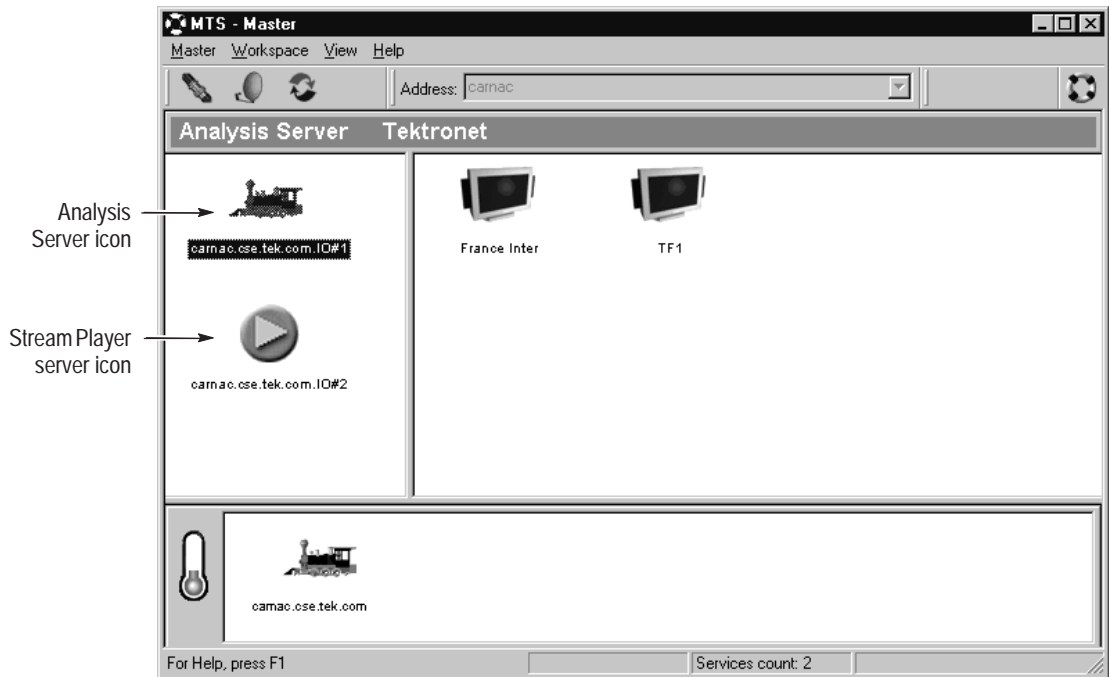 MTS - Master
Master Workspace View Help
Address: carnac
Analysis Server Tektronet
Analysis
Server icon
carnac.cse.tek.com.IO#1
France Inter
TF1
Stream Player
server icon
carnac.cse.tek.com.IO#2
carnac.cse.tek.com
For Help, press F1
Services count: 2